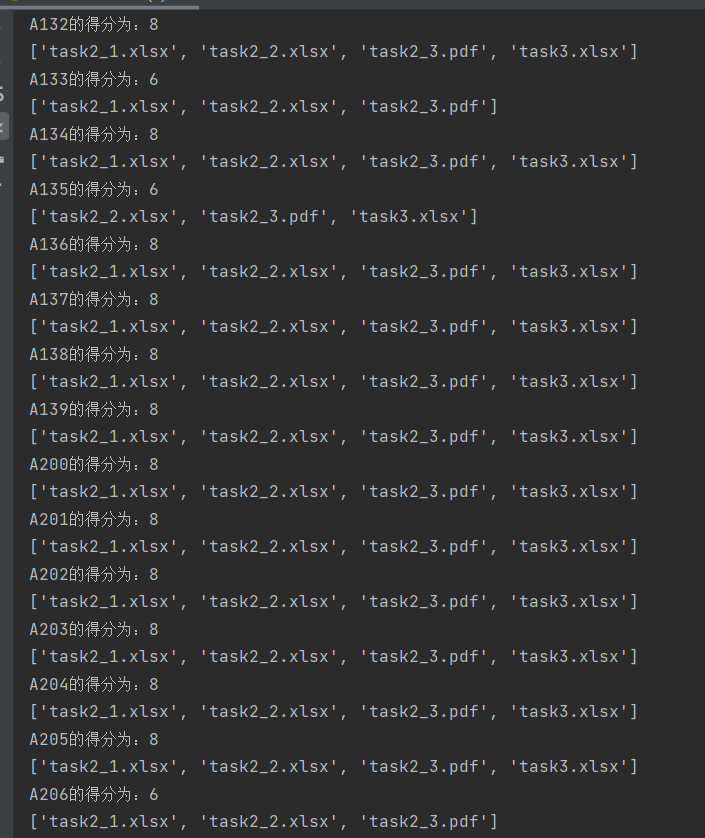 A132的得分为：8
['task2_1.xlsx', 'task2_2.xlsx', 'task2_3.pdf', 'task3.xlsx']
A133的得分为：6
['task2_1.xlsx', 'task2_2.xlsx', 'task2_3.pdf']
A134的得分为：8
['task2_1.xlsx', 'task2_2.xlsx', 'task2_3.pdf', 'task3.xlsx']
A135的得分为：6
['task2_2.xlsx', 'task2_3.pdf', 'task3.xlsx']
A136的得分为：8
['task2_1.xlsx', 'task2_2.xlsx', 'task2_3.pdf', 'task3.xlsx']
A137的得分为：8
['task2_1.xlsx', 'task2_2.xlsx', 'task2_3.pdf', 'task3.xlsx']
A138的得分为：8
['task2_1.xlsx', 'task2_2.xlsx', 'task2_3.pdf', 'task3.xlsx']
A139的得分为：8
['task2_1.xlsx', 'task2_2.xlsx', 'task2_3.pdf', 'task3.xlsx']
A200的得分为：8
['task2_1.xlsx', 'task2_2.xlsx', 'task2_3.pdf', 'task3.xlsx']
A201的得分为：8
['task2_1.xlsx', 'task2_2.xlsx', 'task2_3.pdf', 'task3.xlsx']
A202的得分为：8
['task2_1.xlsx', 'task2_2.xlsx', 'task2_3.pdf', 'task3.xlsx']
A203的得分为：8
['task2_1.xlsx', 'task2_2.xlsx', 'task2_3.pdf', 'task3.xlsx']
A204的得分为：8
['task2_1.xlsx', 'task2_2.xlsx', 'task2_3.pdf', 'task3.xlsx']
A205的得分为：8
['task2_1.xlsx', 'task2_2.xlsx', 'task2_3.pdf', 'task3.xlsx']
A206的得分为：6
['task2_1.xlsx', 'task2_2.xlsx', 'task2_3.pdf']